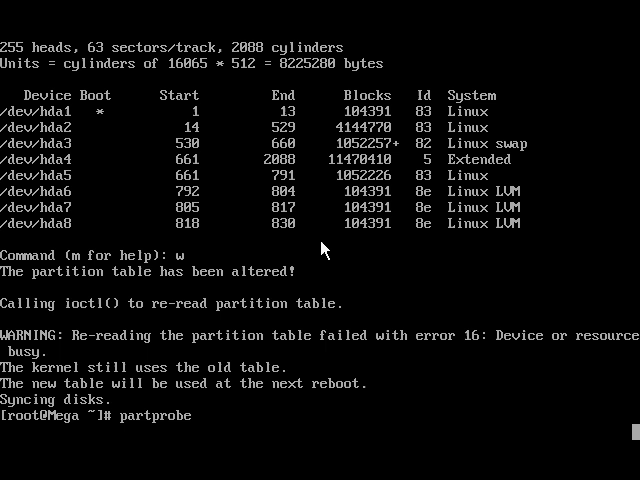 255 heads, 63 sectors/track, 2088 cylinders
Units = cylinders of 16065 * 512 = 8225280 bytes
Device Boot Start End Blocks Id System
/dev/hda1 * 1 13 104391 83 Linux
/dev/hda2 14 529 4144770 83 Linux
/dev/hda3 530 660 1052257+ 82 Linux swap
/dev/hda4 661 2088 11470410 5 Extended
/dev/hda5 661 791 1052226 83 Linux
/dev/hda6 792 804 104391 8e Linux LVM
/dev/hda7 805 817 104391 8e Linux LVM
/dev/hda8 818 830 104391 8e Linux LVM
Command (m for help): w
The partition table has been altered!
Calling ioctl() to re-read partition table.
WARNING: Re-reading the partition table failed with error 16: Device or resource
busy.
The kernel still uses the old table.
The new table will be used at the next reboot.
Syncing disks.
[root@Mega ~]# partprobe